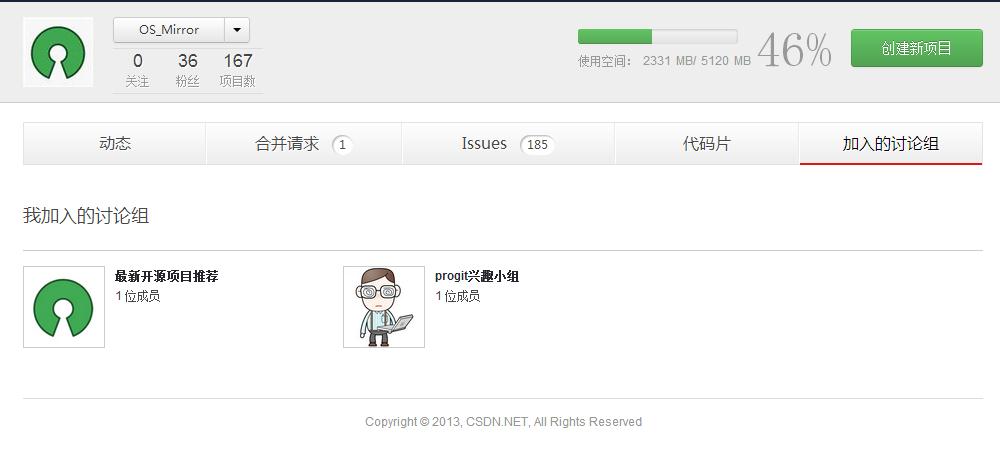 OS_Mirror
0 36 167
关注 粉丝 项目数
使用空间： 2331 MB/ 5120 MB
46%
创建新项目
动态 合并请求 1 Issues 185 代码片 加入的讨论组
我加入的讨论组
最新开源项目推荐
1 位成员
progit兴趣小组
1 位成员
Copyright © 2013, CSDN.NET, All Rights Reserved